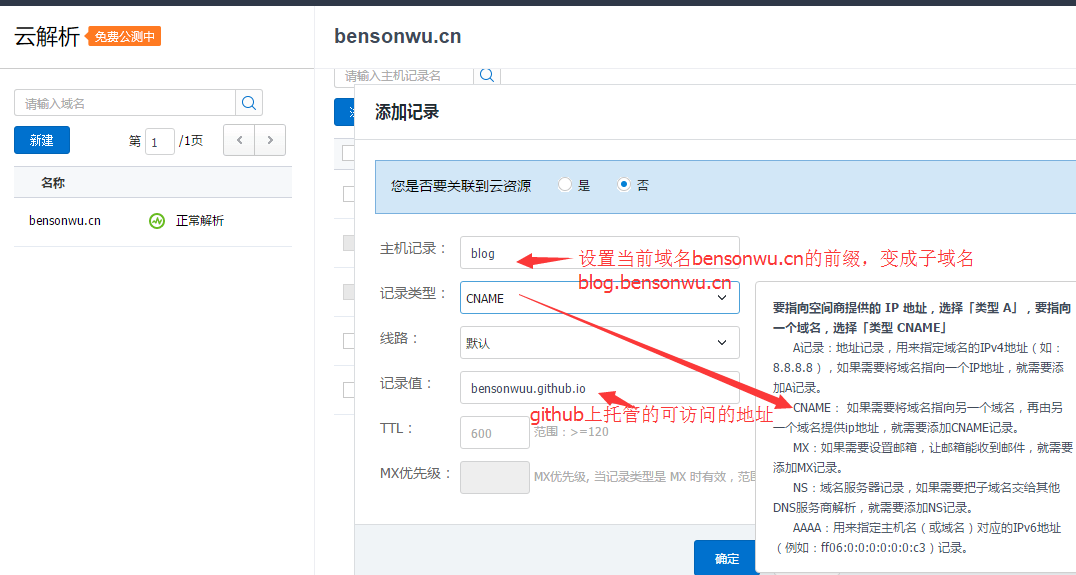 云解析 免费公测中
bensonwu.cn
请输入域名
新建
第 1 /1页
名称
bensonwu.cn 正常解析
请输入主机记录名
添加记录
您是否要关联到云资源 是 否
主机记录： blog
设置当前域名bensonwu.cn的前缀，变成子域名
blog.bensonwu.cn
记录类型： CNAME
线路： 默认
记录值： bensonwuu.github.io
github上托管的可访问的地址
TTL： 600 范围：>=120
MX优先级： MX优先级, 当记录类型是 MX 时有效，范
确定
要指向空间商提供的 IP 地址，选择「类型 A」，要指向
一个域名，选择「类型 CNAME」
A记录：地址记录，用来指定域名的IPv4地址（如：
8.8.8.8），如果需要将域名指向一个IP地址，就需要添
加A记录。
CNAME： 如果需要将域名指向另一个域名，再由另
一个域名提供ip地址，就需要添加CNAME记录。
MX：如果需要设置邮箱，让邮箱能收到邮件，就需要
添加MX记录。
NS：域名服务器记录，如果需要把子域名交给其他
DNS服务商解析，就需要添加NS记录。
AAAA：用来指定主机名（或域名）对应的IPv6地址
（例如：ff06:0:0:0:0:0:0:c3）记录。